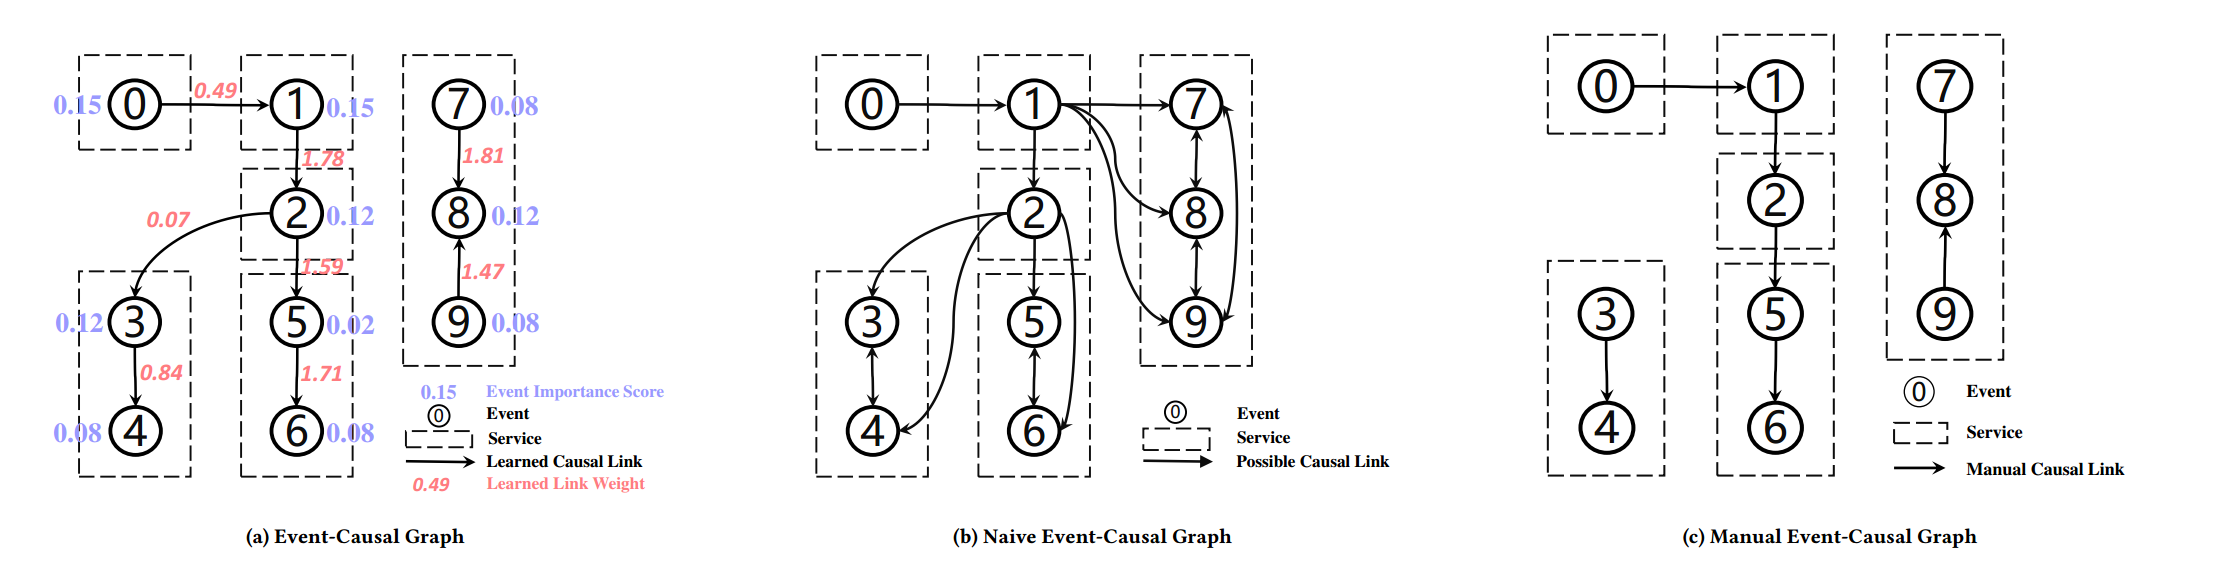 0.15 0 0.49 1 0.15 7 0.08
1.78 1.81
0.07 2 0.12 8 0.12
1.59 1.47
0.12 3 5 0.02 9 0.08
0.84 1.71
0.08 4 6 0.08
0.15 Event Importance Score
0 Event
Service
Learned Causal Link
0.49 Learned Link Weight
(a) Event-Causal Graph
0 1 7
2 8
3 5 9
4 6
0 Event
Service
Possible Causal Link
(b) Naive Event-Causal Graph
0 1 7
2 8
3 5 9
4 6
0 Event
Service
Manual Causal Link
(c) Manual Event-Causal Graph